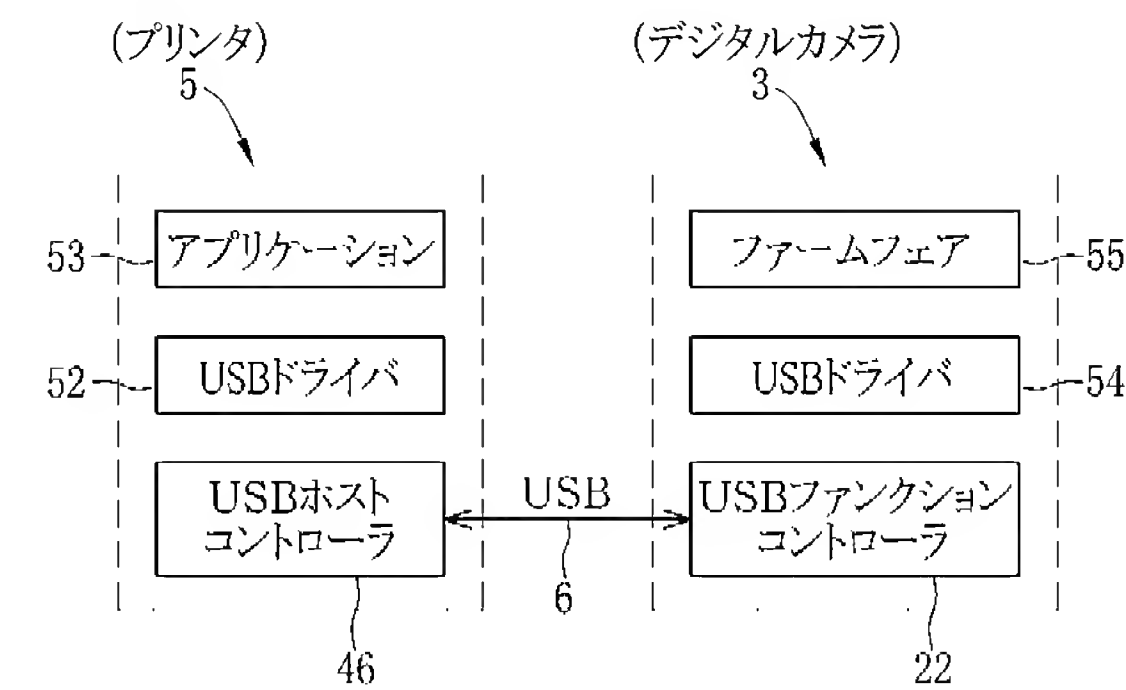 (プリンタ)
5
(デジタルカメラ)
3
53
アプリケーション
ファームフェア
55
52
USBドライバ
USBドライバ
54
USBホスト
コントローラ
USB
6
USBファンクション
コントローラ
46
22